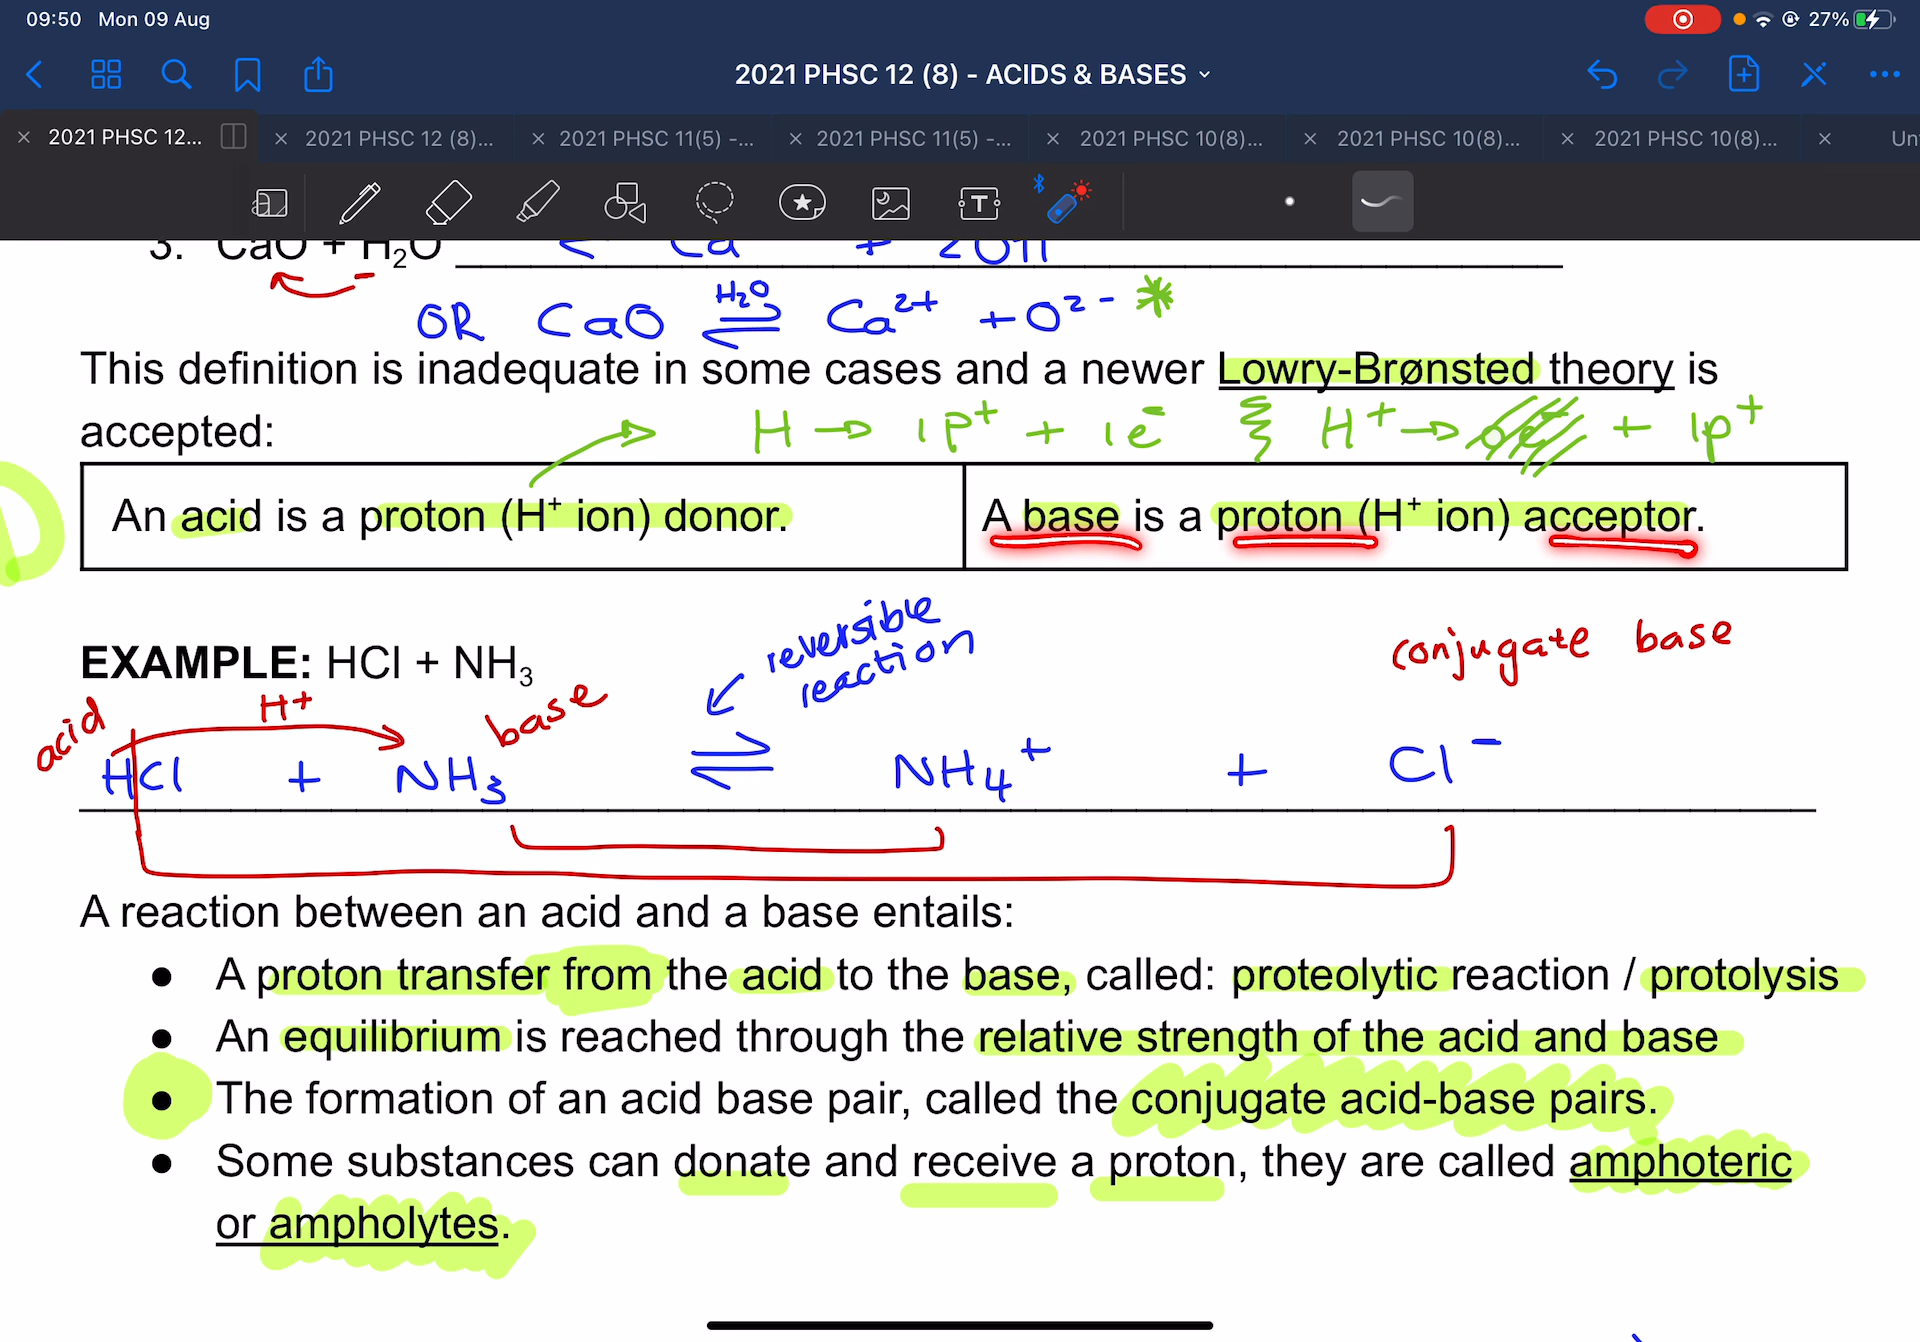 09:50 Mon 09 Aug
27%
2021 PHSC 12 (8) - ACIDS & BASES
2021 PHSC 12... 2021 PHSC 12 (8)... 2021 PHSC 11(5) -... 2021 PHSC 11(5) -... 2021 PHSC 10(8)... 2021 PHSC 10(8)... 2021 PHSC 10(8)... Un
3. CaO + H₂O Ca + 2OH
OR CaO ⇌ H₂O Ca²⁺ + O²⁻ *
This definition is inadequate in some cases and a newer Lowry-Brønsted theory is
accepted:
H → 1p⁺ + 1e⁻ H⁺ → + 1p⁺
An acid is a proton (H⁺ ion) donor.
A base is a proton (H⁺ ion) acceptor.
EXAMPLE: HCl + NH₃
reversible
reaction
conjugate base
acid H⁺ base
HCl + NH₃ ⇌ NH₄⁺ + Cl⁻
A reaction between an acid and a base entails:
● A proton transfer from the acid to the base, called: proteolytic reaction / protolysis
● An equilibrium is reached through the relative strength of the acid and base
● The formation of an acid base pair, called the conjugate acid-base pairs.
● Some substances can donate and receive a proton, they are called amphoteric
or ampholytes.